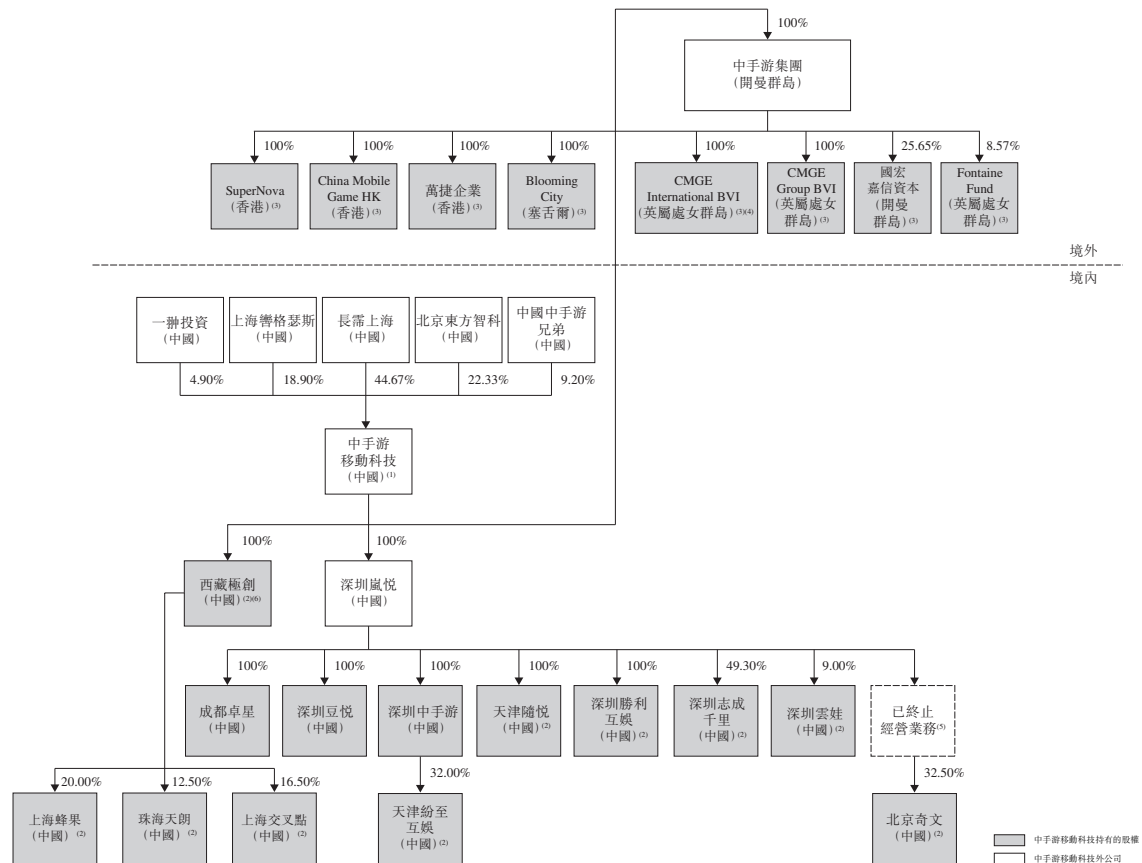 100%
中手游集團
(開曼群島)
100%
100%
100%
100%
100%
100%
25.65%
8.57%
SuperNova
(香港)(3)
China Mobile
Game HK
(香港)(3)
萬捷企業
(香港)(3)
Blooming
City
(塞舌爾)(3)
CMGE
International BVI
(英屬處女群島)(3)(4)
CMGE
Group BVI
(英屬處女
群島)(3)
國宏
嘉信資本
(開曼
群島)(3)
Fontaine
Fund
(英屬處女
群島)(3)
境外
境內
一翀投資
(中國)
上海轡格瑟斯
(中國)
長霈上海
(中國)
北京東方智科
(中國)
中國中手游
兄弟
(中國)
4.90%
18.90%
44.67%
22.33%
9.20%
中手游
移動科技
(中國)(1)
100%
100%
西藏極創
(中國)(2)(6)
深圳嵐悦
(中國)
100%
100%
100%
100%
100%
49.30%
9.00%
成都卓星
(中國)
深圳豆悦
(中國)
深圳中手游
(中國)
天津隨悦
(中國)(2)
深圳勝利
互娛
(中國)(2)
深圳志成
千里
(中國)(2)
深圳雲娃
(中國)(2)
已終止
經營業務(5)
20.00%
12.50%
16.50%
32.00%
32.50%
上海蜂果
(中國)(2)
珠海天朗
(中國)(2)
上海交叉點
(中國)(2)
天津紛至
互娛
(中國)(2)
北京奇文
(中國)(2)
中手游移動科技持有的股權
中手游移動科技外公司